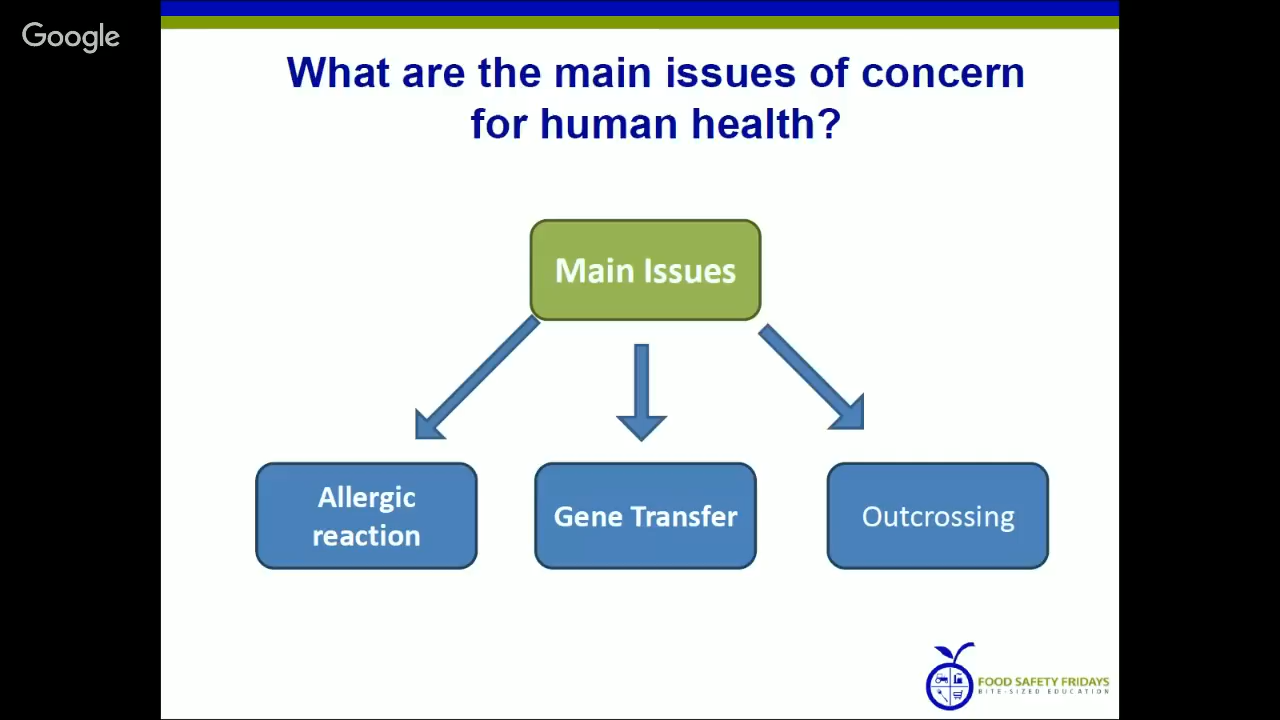 Google
What are the main issues of concern
for human health?
Main Issues
Allergic
reaction
Gene Transfer
Outcrossing
FOOD SAFETY FRIDAYS
BITE-SIZED EDUCATION